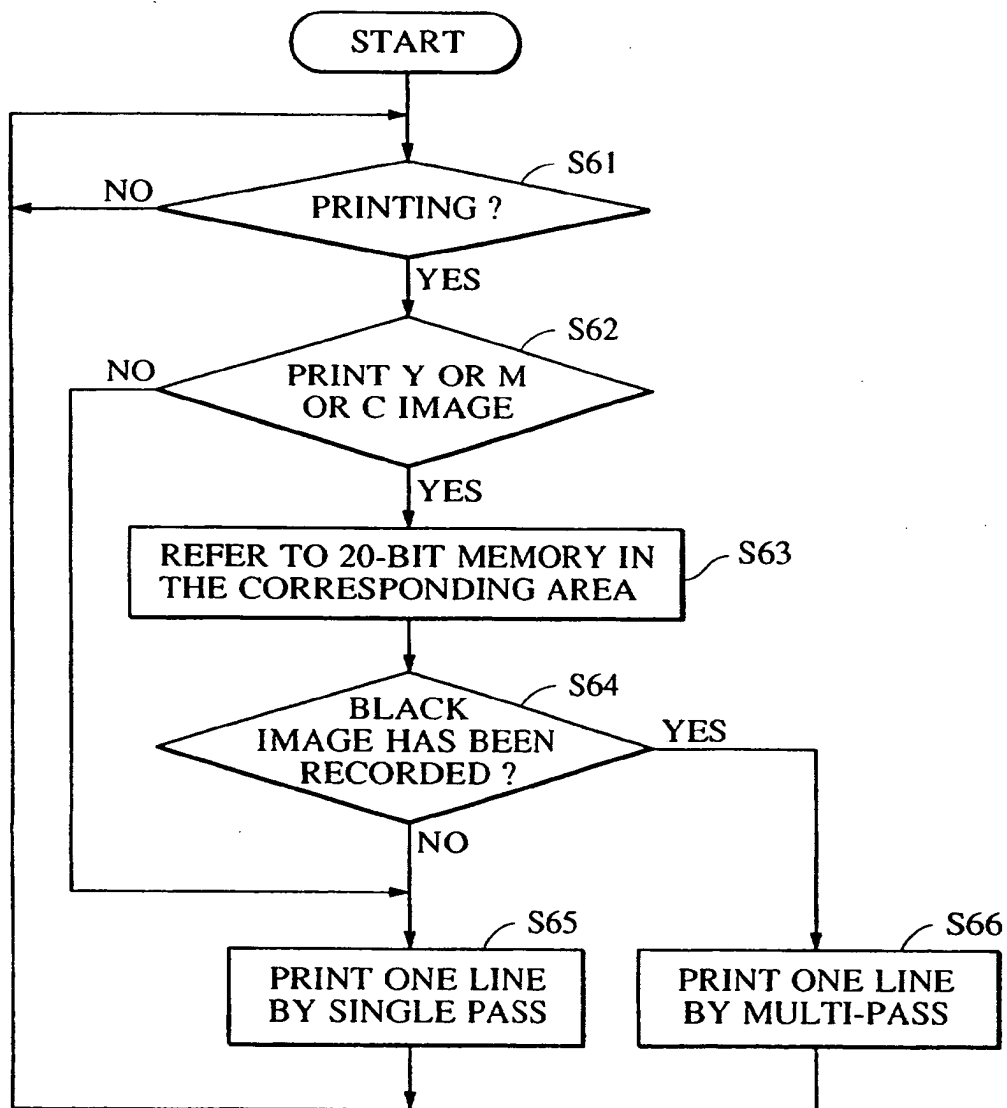 START
S61
NO
PRINTING ?
YES
S62
NO
PRINT Y OR M
OR C IMAGE
YES
REFER TO 20-BIT MEMORY IN
THE CORRESPONDING AREA
S63
S64
BLACK
IMAGE HAS BEEN
RECORDED ?
YES
NO
S65
PRINT ONE LINE
BY SINGLE PASS
S66
PRINT ONE LINE
BY MULTI-PASS